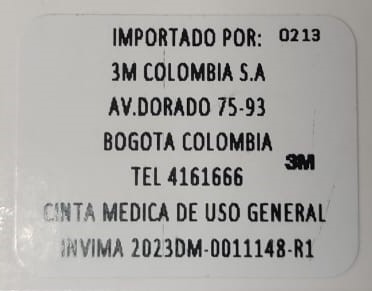 IMPORTADO POR: 0213
3M COLOMBIA S.A
AV.DORADO 75-93
BOGOTA COLOMBIA
3M
TEL 4161666
CINTA MEDICA DE USO GENERAL
INVIMA 2023DM-0011148-R1